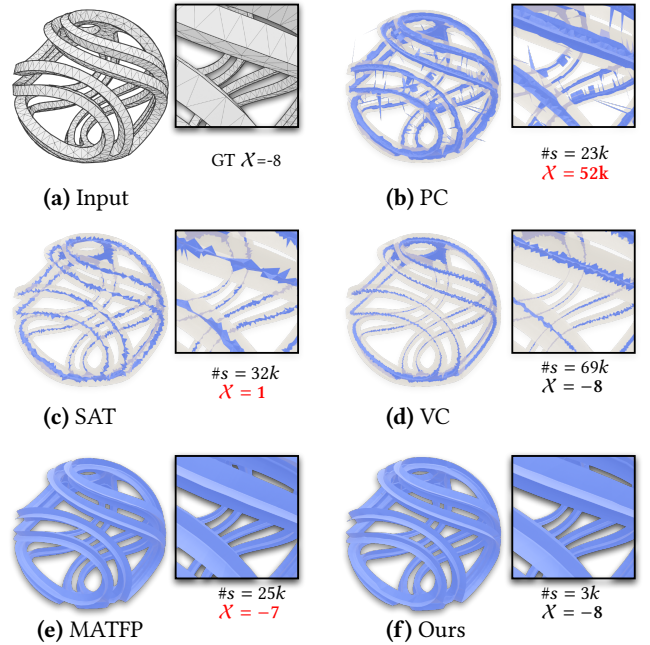 GT 𝒳=-8
(a) Input
#s = 23k
𝒳 = 52k
(b) PC
#s = 32k
𝒳 = 1
(c) SAT
#s = 69k
𝒳 = −8
(d) VC
#s = 25k
𝒳 = −7
(e) MATFP
#s = 3k
𝒳 = −8
(f) Ours